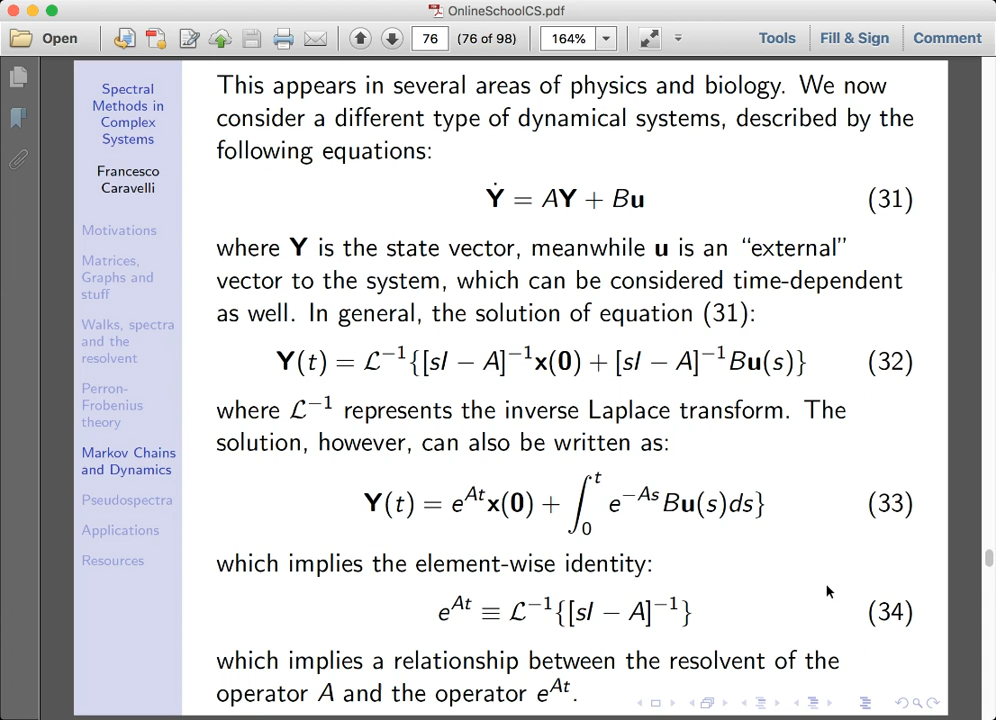 OnlineSchoolCS.pdf
Open 76 (76 of 98) 164% Tools Fill & Sign Comment
Spectral
Methods in
Complex
Systems
Francesco
Caravelli
Motivations
Matrices,
Graphs and
stuff
Walks, spectra
and the
resolvent
Perron-
Frobenius
theory
Markov Chains
and Dynamics
Pseudospectra
Applications
Resources
This appears in several areas of physics and biology. We now
consider a different type of dynamical systems, described by the
following equations:
Ẏ = AY + Bu (31)
where Y is the state vector, meanwhile u is an “external”
vector to the system, which can be considered time-dependent
as well. In general, the solution of equation (31):
Y(t) = ℒ⁻¹{[sI − A]⁻¹x(0) + [sI − A]⁻¹Bu(s)} (32)
where ℒ⁻¹ represents the inverse Laplace transform. The
solution, however, can also be written as:
Y(t) = e^{At}x(0) + ∫₀ᵗ e^{−As}Bu(s)ds} (33)
which implies the element-wise identity:
e^{At} ≡ ℒ⁻¹{[sI − A]⁻¹} (34)
which implies a relationship between the resolvent of the
operator A and the operator e^{At}.